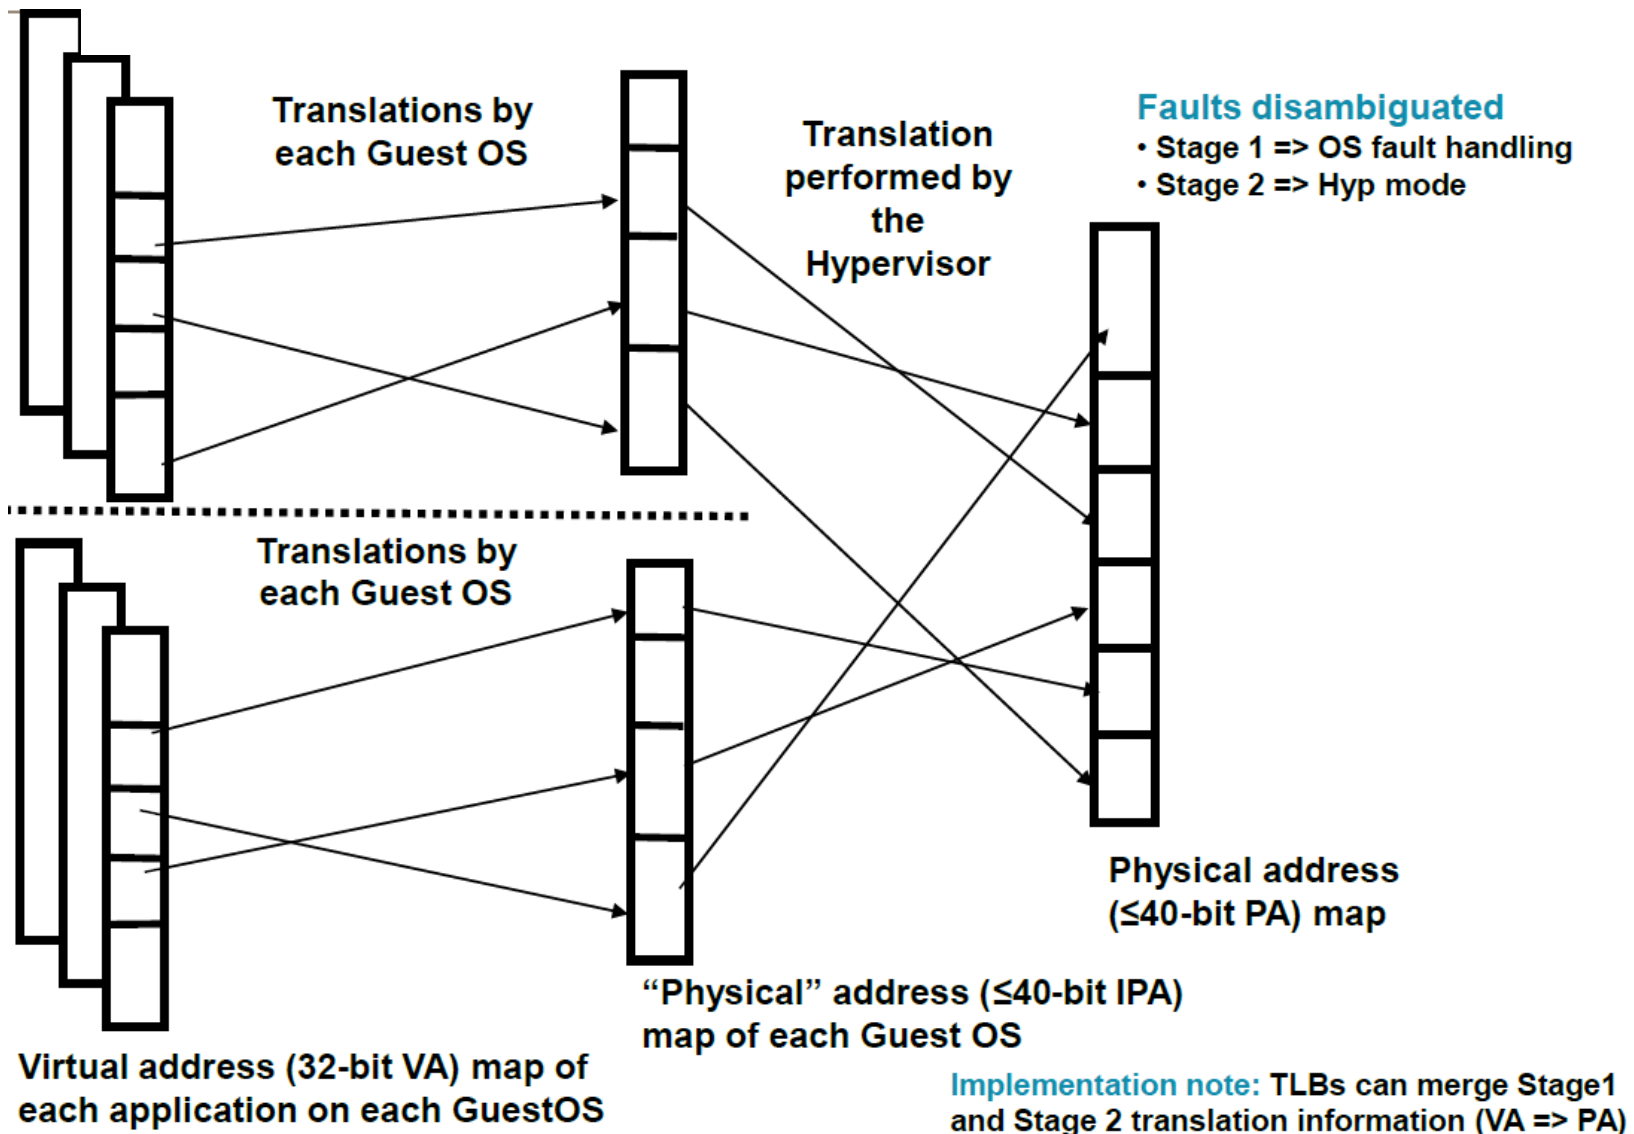 Translations by
each Guest OS
Translation
performed by
the
Hypervisor
Faults disambiguated
• Stage 1 => OS fault handling
• Stage 2 => Hyp mode
Translations by
each Guest OS
Physical address
(≤40-bit PA) map
“Physical” address (≤40-bit IPA)
map of each Guest OS
Virtual address (32-bit VA) map of
each application on each GuestOS
Implementation note: TLBs can merge Stage1
and Stage 2 translation information (VA => PA)